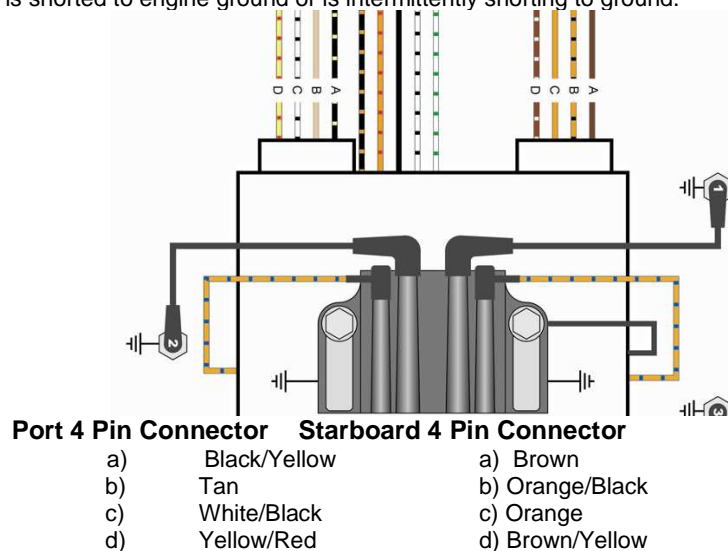 is shorted to engine ground or is intermittently shorting to ground.
D C B A
D C B A
1
2
3
Port 4 Pin Connector Starboard 4 Pin Connector
a) Black/Yellow a) Brown
b) Tan b) Orange/Black
c) White/Black c) Orange
d) Yellow/Red d) Brown/Yellow